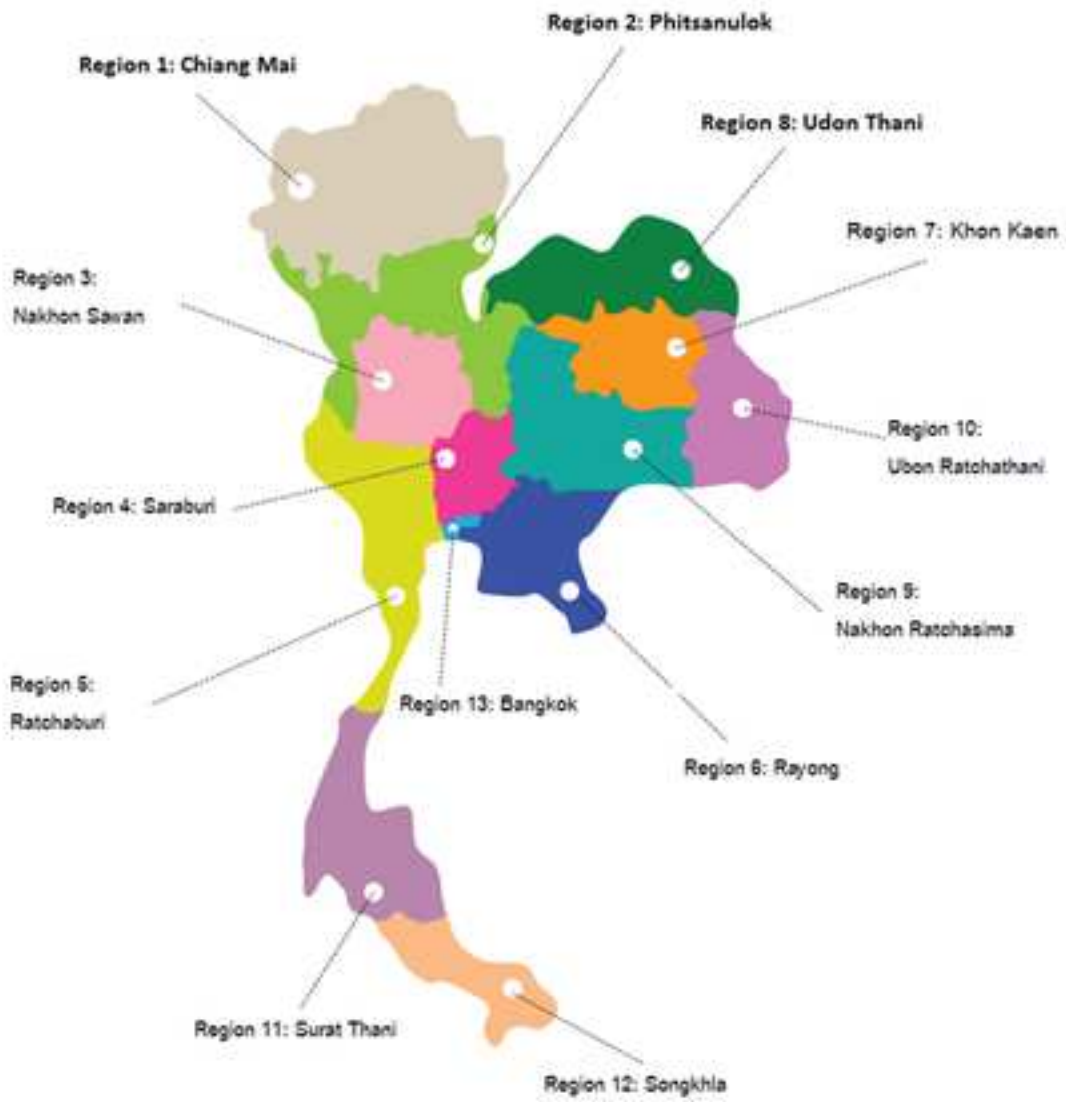 Region 2: Phitsanulok
Region 1: Chiang Mai
Region 8: Udon Thani
Region 7: Khon Kaen
Region 3:
Nakhon Sawan
Region 10:
Ubon Ratchathani
Region 4: Saraburi
Region 9:
Nakhon Ratchasima
Region 5:
Ratchaburi
Region 13: Bangkok
Region 6: Rayong
Region 11: Surat Thani
Region 12: Songkhla